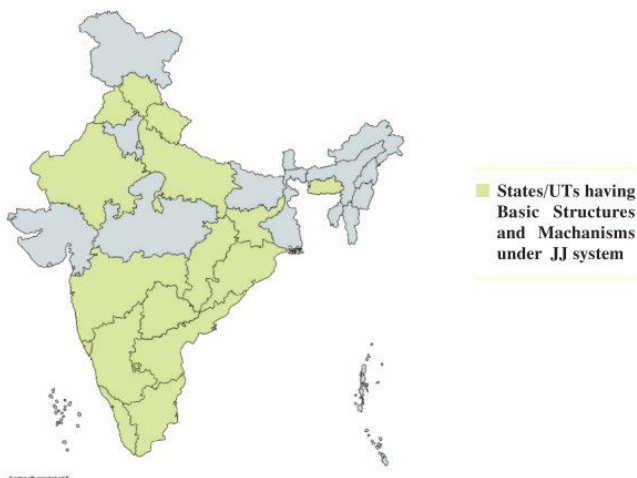 States/UTs having
Basic Structures
and Machanisms
under JJ system